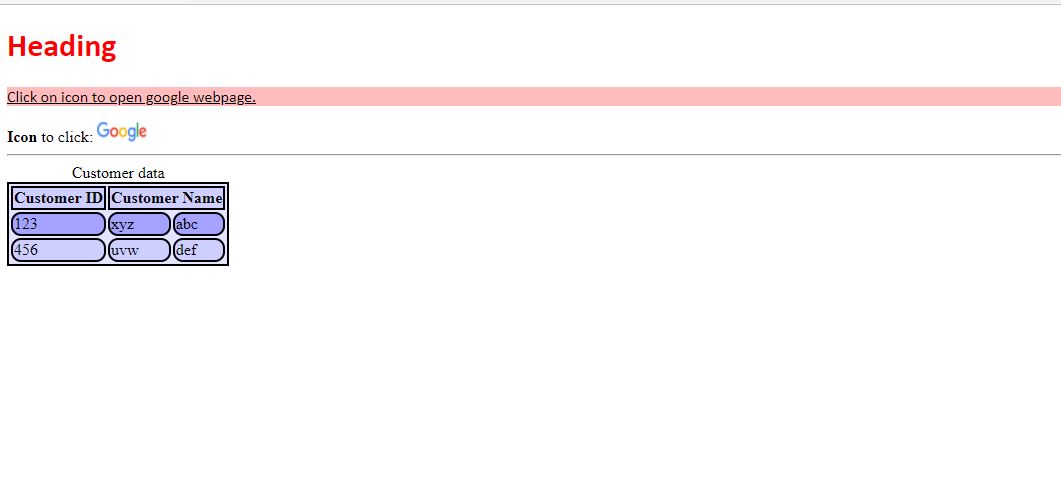 Heading
Click on icon to open google webpage.
Icon to click: Google
Customer data
Customer ID Customer Name
123 xyz abc
456 uvw def